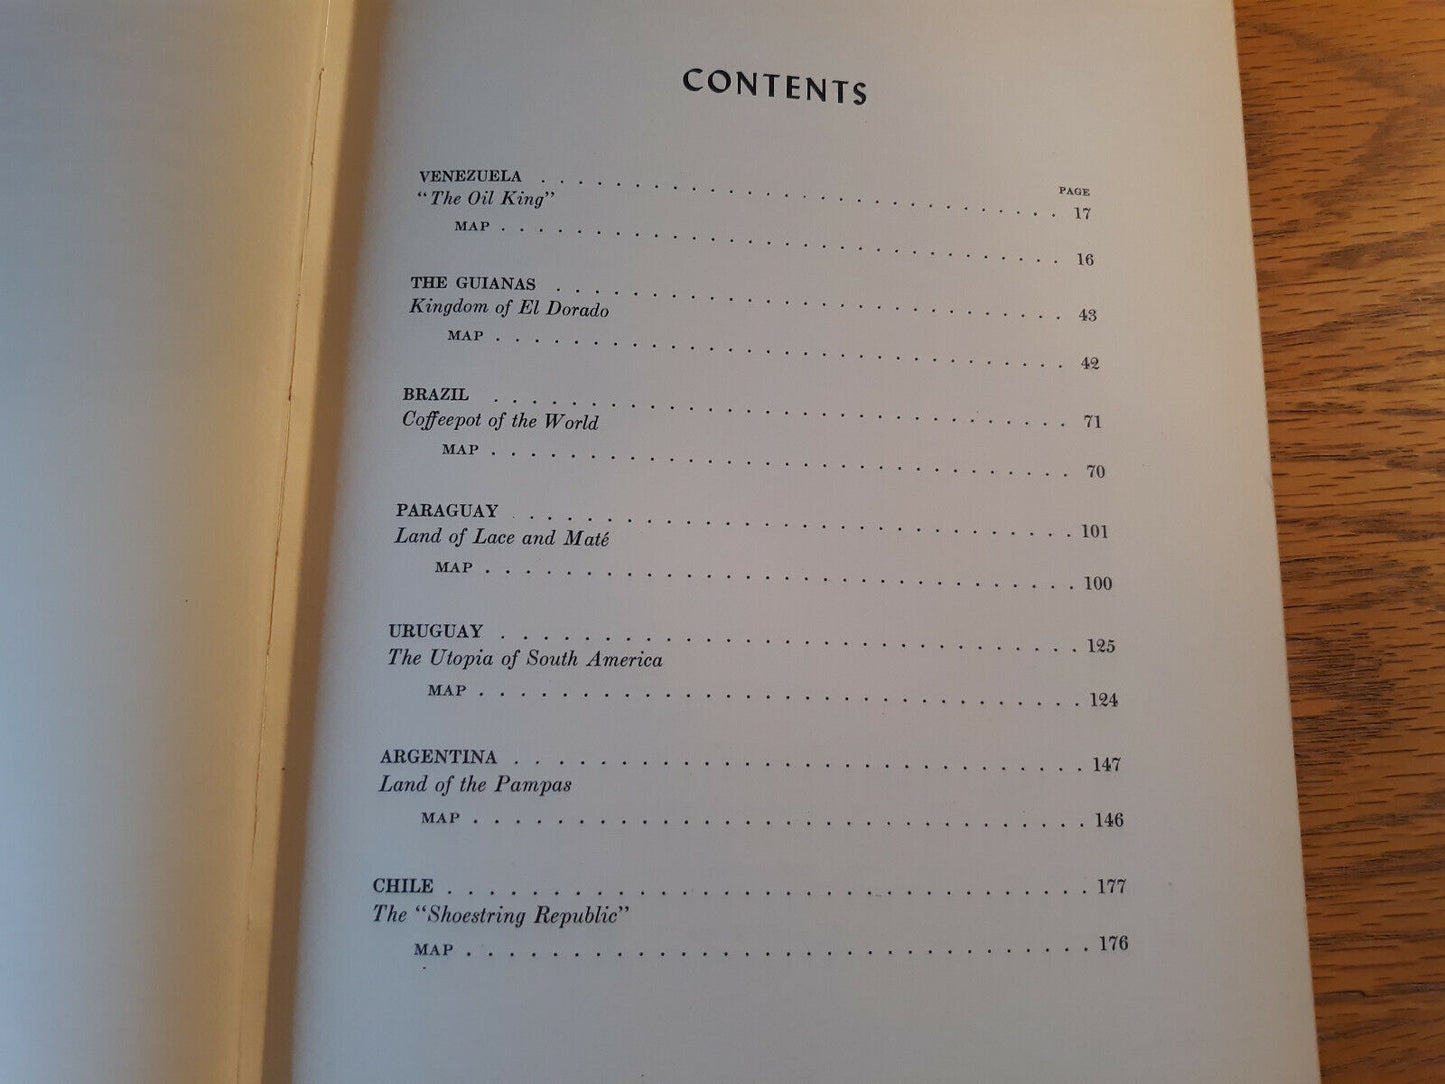 CONTENTS
PAGE
VENEZUELA . . . . . . . . . . . . . . . . . . . . . . . . . . . . 17
"The Oil King"
MAP . . . . . . . . . . . . . . . . . . . . . . . . . . . . . . 16
THE GUIANAS . . . . . . . . . . . . . . . . . . . . . . . . . . . 43
Kingdom of El Dorado
MAP . . . . . . . . . . . . . . . . . . . . . . . . . . . . . . 42
BRAZIL . . . . . . . . . . . . . . . . . . . . . . . . . . . . . 71
Coffeepot of the World
MAP . . . . . . . . . . . . . . . . . . . . . . . . . . . . . . 70
PARAGUAY . . . . . . . . . . . . . . . . . . . . . . . . . . . . 101
Land of Lace and Maté
MAP . . . . . . . . . . . . . . . . . . . . . . . . . . . . . . 100
URUGUAY . . . . . . . . . . . . . . . . . . . . . . . . . . . . 125
The Utopia of South America
MAP . . . . . . . . . . . . . . . . . . . . . . . . . . . . . 124
ARGENTINA . . . . . . . . . . . . . . . . . . . . . . . . . . . 147
Land of the Pampas
MAP . . . . . . . . . . . . . . . . . . . . . . . . . . . . . 146
CHILE . . . . . . . . . . . . . . . . . . . . . . . . . . . . . . 177
The "Shoestring Republic"
MAP . . . . . . . . . . . . . . . . . . . . . . . . . . . . . . 176